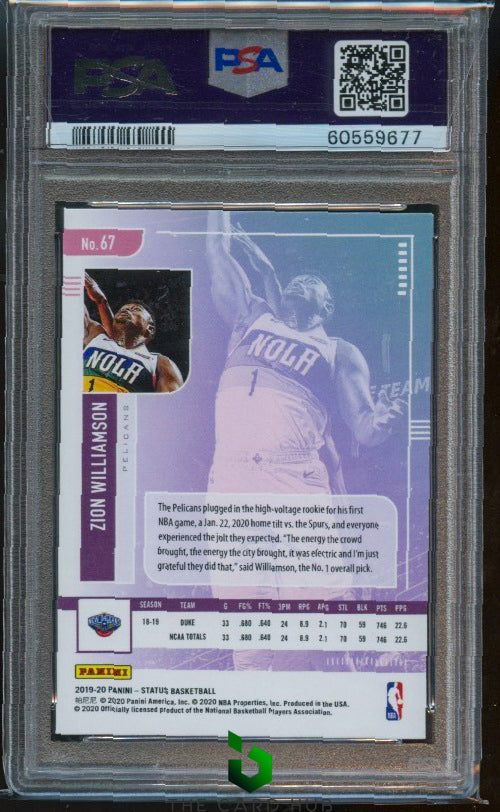 PSA
PSA
60559677
No. 67
NOLA
1
NOLA
1
TEAM
ZION WILLIAMSON
PELICANS
The Pelicans plugged in the high-voltage rookie for his first
NBA game, a Jan. 22, 2020 home tilt vs. the Spurs, and everyone
experienced the jolt they expected. "The energy the crowd
brought, the energy the city brought, it was electric and I'm just
grateful they did that," said Williamson, the No. 1 overall pick.
SEASON TEAM G FG% FT% 3PM RPG APG STL BLK PTS PPG
18-19 DUKE 33 .680 .640 24 8.9 2.1 70 59 746 22.6
NCAA TOTALS 33 .680 .640 24 8.9 2.1 70 59 746 22.6
PANINI
2019-20 PANINI – STATUS BASKETBALL
帕尼尼 © 2020 Panini America, Inc. © 2020 NBA Properties, Inc. Produced in the USA.
© 2020 Officially licensed product of the National Basketball Players Association.
NBA
THE CARD HUB